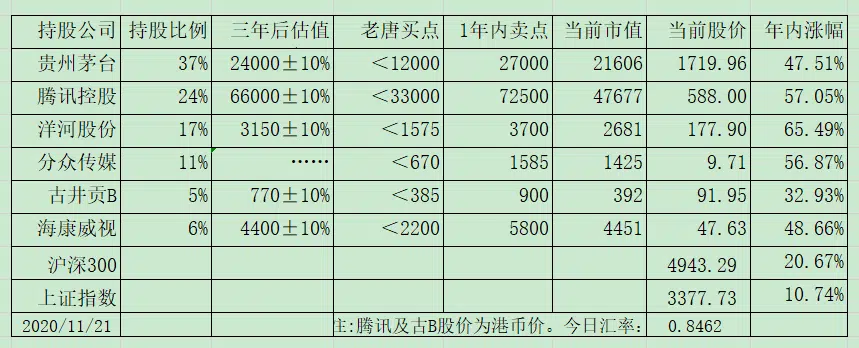 持股公司 持股比例 三年后估值 老唐买点 1年内卖点 当前市值 当前股价 年内涨幅
贵州茅台 37% 24000±10% <12000 27000 21606 1719.96 47.51%
腾讯控股 24% 66000±10% <33000 72500 47677 588.00 57.05%
洋河股份 17% 3150±10% <1575 3700 2681 177.90 65.49%
分众传媒 11% …… <670 1585 1425 9.71 56.87%
古井贡B 5% 770±10% <385 900 392 91.95 32.93%
海康威视 6% 4400±10% <2200 5800 4451 47.63 48.66%
沪深300 4943.29 20.67%
上证指数 3377.73 10.74%
2020/11/21 注:腾讯及古B股价为港币价。今日汇率: 0.8462